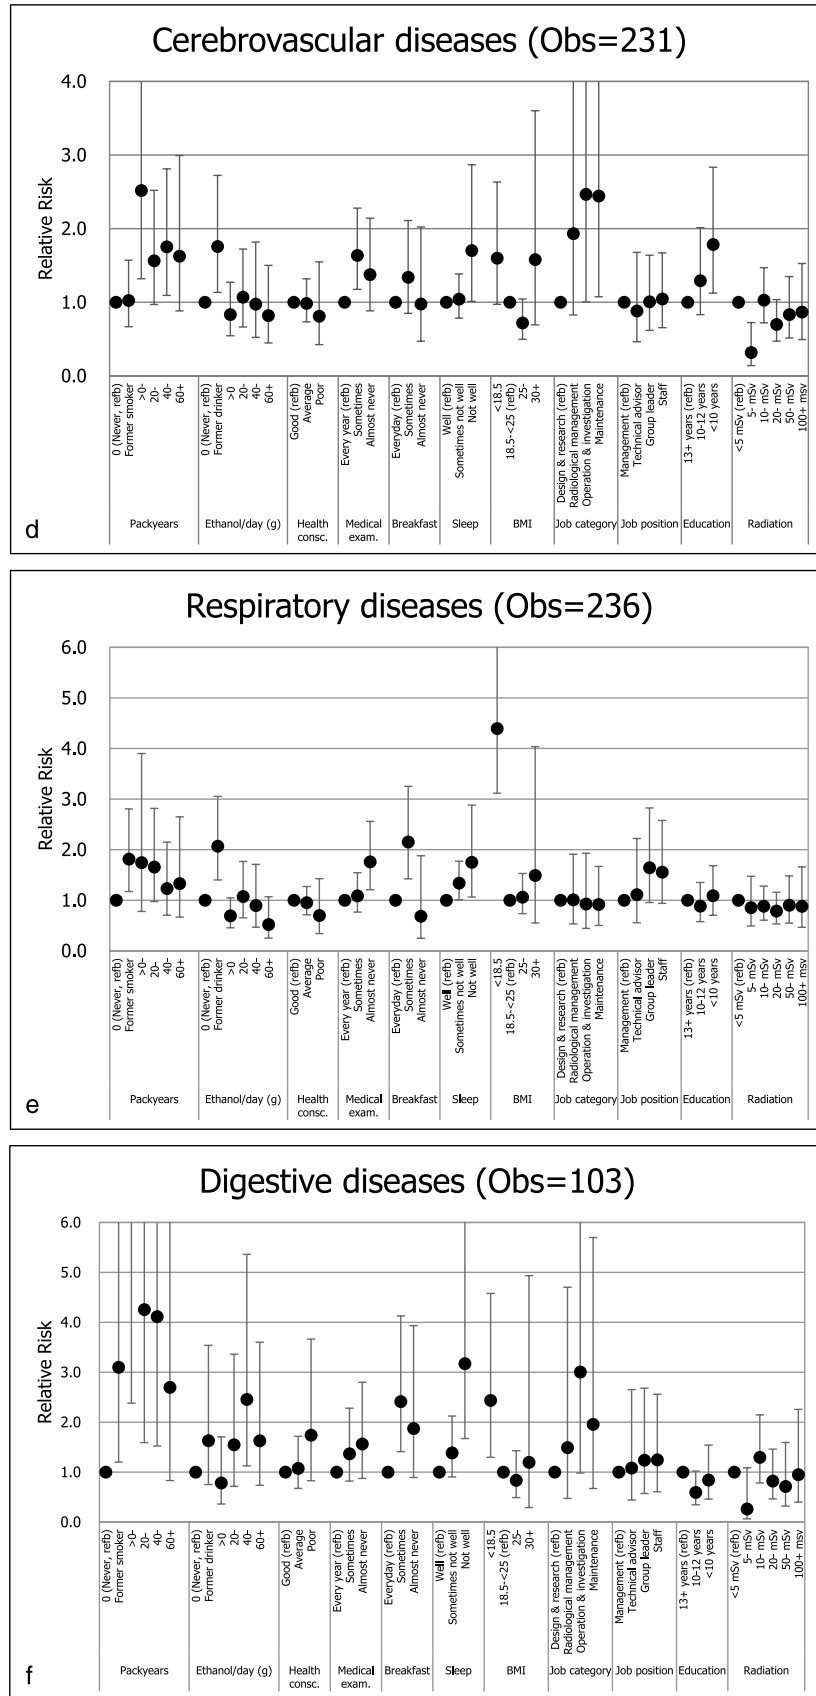 Cerebrovascular diseases (Obs=231)
4.0
3.0
2.0
1.0
0.0
Relative Risk
0 (Never, refb)
Former smoker
>0-
20-
40-
60+
0 (Never, refb)
Former drinker
>0
20-
40-
60+
Good (refb)
Average
Poor
Every year (refb)
Sometimes
Almost never
Everyday (refb)
Sometimes
Almost never
Well (refb)
Sometimes not well
Not well
<18.5
18.5-<25 (refb)
25-
30+
Design & research (refb)
Radiological management
Operation & investigation
Maintenance
Management (refb)
Technical advisor
Group leader
Staff
13+ years (refb)
10-12 years
<10 years
<5 mSv (refb)
5- mSv
10- mSv
20- mSv
50- mSv
100+ msv
Packyears
Ethanol/day (g)
Health consc.
Medical exam.
Breakfast
Sleep
BMI
Job category
Job position
Education
Radiation
d
Respiratory diseases (Obs=236)
6.0
5.0
4.0
3.0
2.0
1.0
0.0
Relative Risk
0 (Never, refb)
Former smoker
>0-
20-
40-
60+
0 (Never, refb)
Former drinker
>0
20-
40-
60+
Good (refb)
Average
Poor
Every year (refb)
Sometimes
Almost never
Everyday (refb)
Sometimes
Almost never
Well (refb)
Sometimes not well
Not well
<18.5
18.5-<25 (refb)
25-
30+
Design & research (refb)
Radiological management
Operation & investigation
Maintenance
Management (refb)
Technical advisor
Group leader
Staff
13+ years (refb)
10-12 years
<10 years
<5 mSv (refb)
5- mSv
10- mSv
20- mSv
50- mSv
100+ msv
Packyears
Ethanol/day (g)
Health consc.
Medical exam.
Breakfast
Sleep
BMI
Job category
Job position
Education
Radiation
e
Digestive diseases (Obs=103)
6.0
5.0
4.0
3.0
2.0
1.0
0.0
Relative Risk
0 (Never, refb)
Former smoker
>0-
20-
40-
60+
0 (Never, refb)
Former drinker
>0
20-
40-
60+
Good (refb)
Average
Poor
Every year (refb)
Sometimes
Almost never
Everyday (refb)
Sometimes
Almost never
Well (refb)
Sometimes not well
Not well
<18.5
18.5-<25 (refb)
25-
30+
Design & research (refb)
Radiological management
Operation & investigation
Maintenance
Management (refb)
Technical advisor
Group leader
Staff
13+ years (refb)
10-12 years
<10 years
<5 mSv (refb)
5- mSv
10- mSv
20- mSv
50- mSv
100+ msv
Packyears
Ethanol/day (g)
Health consc.
Medical exam.
Breakfast
Sleep
BMI
Job category
Job position
Education
Radiation
f